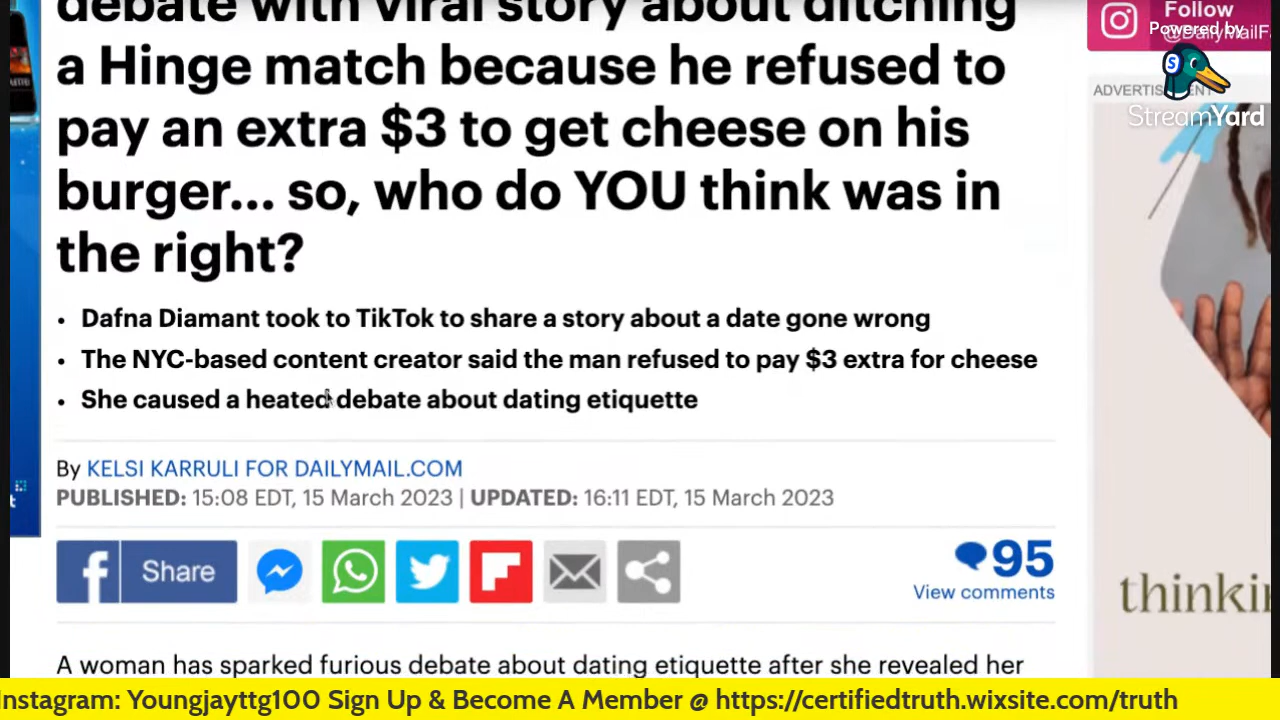 debate with viral story about ditching
a Hinge match because he refused to
pay an extra $3 to get cheese on his
burger... so, who do YOU think was in
the right?
• Dafna Diamant took to TikTok to share a story about a date gone wrong
• The NYC-based content creator said the man refused to pay $3 extra for cheese
• She caused a heated debate about dating etiquette
By KELSI KARRULI FOR DAILYMAIL.COM
PUBLISHED: 15:08 EDT, 15 March 2023 | UPDATED: 16:11 EDT, 15 March 2023
Share
95
View comments
A woman has sparked furious debate about dating etiquette after she revealed her
Follow
Powered by
StreamYard
Instagram: Youngjayttg100 Sign Up & Become A Member @ https://certifiedtruth.wixsite.com/truth